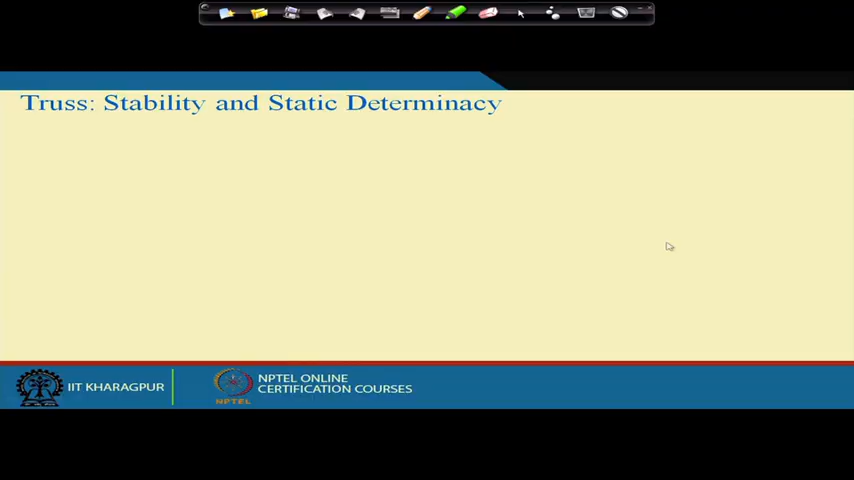 Truss: Stability and Static Determinacy
IIT KHARAGPUR
NPTEL ONLINE
CERTIFICATION COURSES
NPTEL